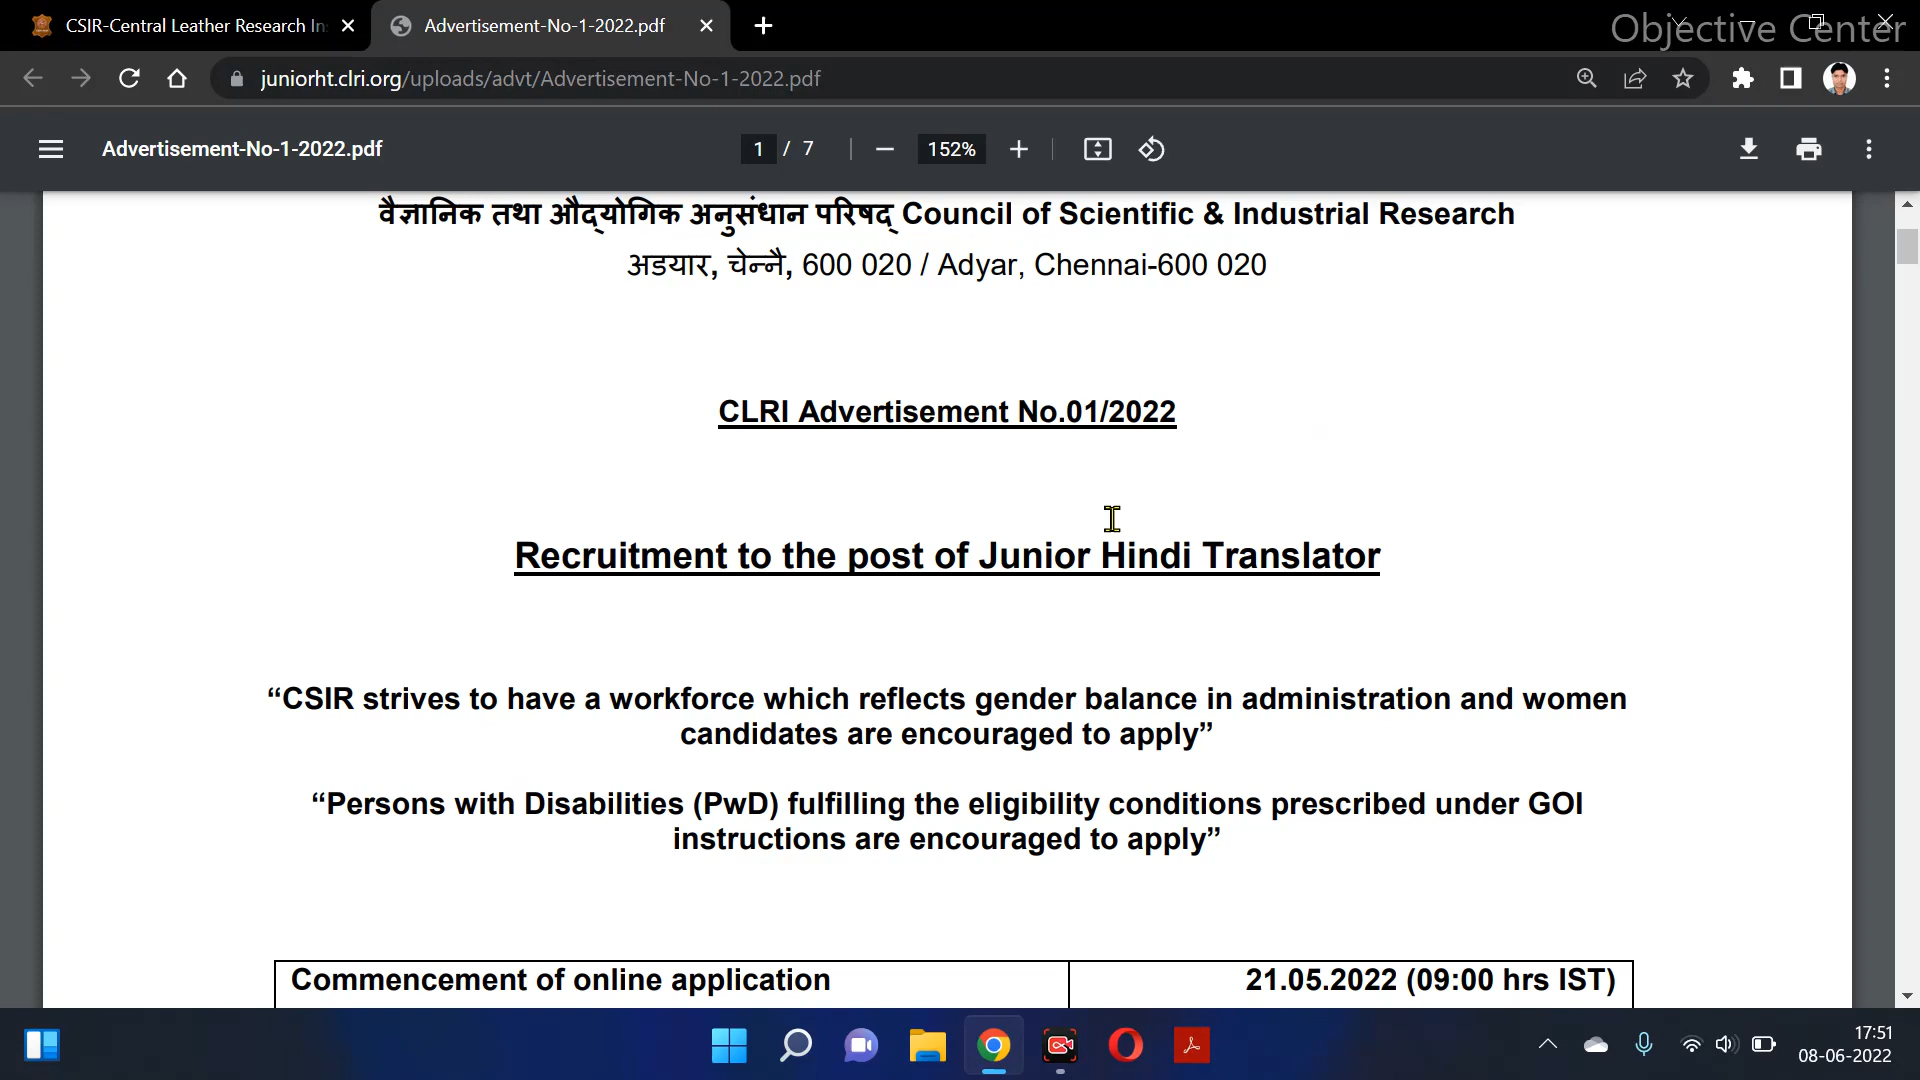 CSIR-Central Leather Research In
Advertisement-No-1-2022.pdf
Objective Center
juniorht.clri.org/uploads/advt/Advertisement-No-1-2022.pdf
Advertisement-No-1-2022.pdf
1 / 7
152%
वैज्ञानिक तथा औद्योगिक अनुसंधान परिषद् Council of Scientific & Industrial Research
अडयार, चेन्नै, 600 020 / Adyar, Chennai-600 020
CLRI Advertisement No.01/2022
Recruitment to the post of Junior Hindi Translator
“CSIR strives to have a workforce which reflects gender balance in administration and women
candidates are encouraged to apply”
“Persons with Disabilities (PwD) fulfilling the eligibility conditions prescribed under GOI
instructions are encouraged to apply”
Commencement of online application 21.05.2022 (09:00 hrs IST)
17:51
08-06-2022